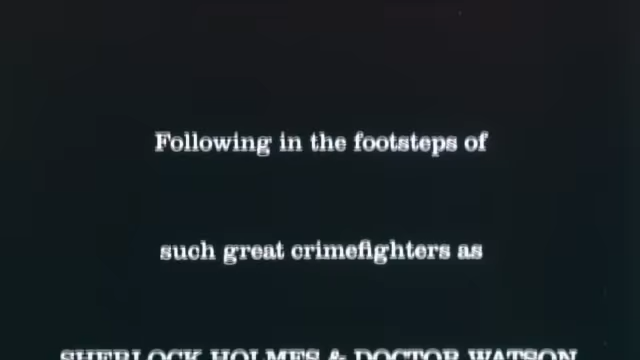 Following in the footsteps of
such great crimefighters as
SHERLOCK HOLMES & DOCTOR WATSON